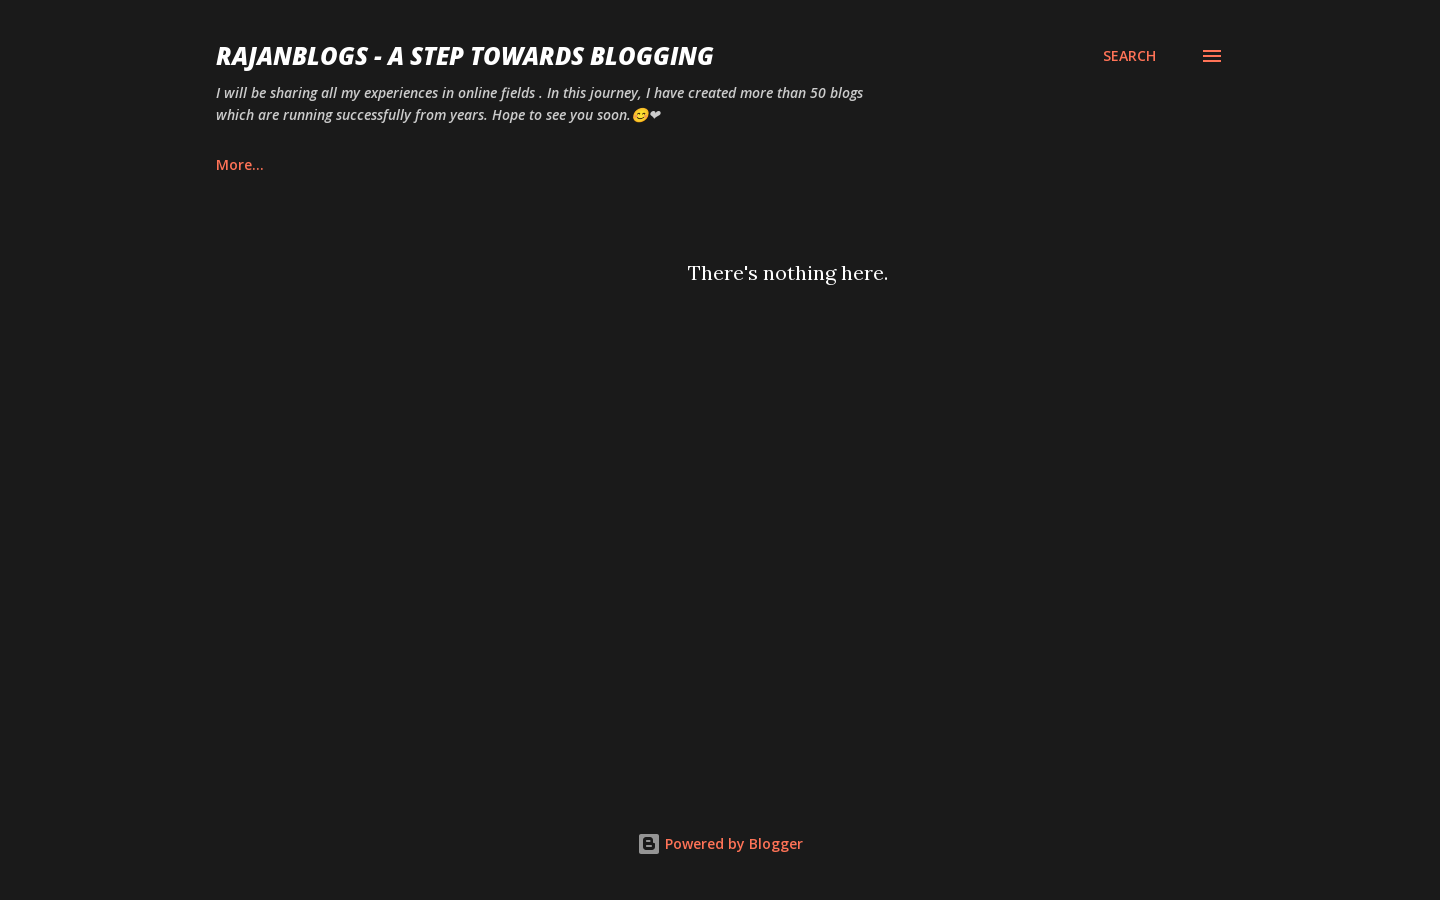 RAJANBLOGS - A STEP TOWARDS BLOGGING
SEARCH
I will be sharing all my experiences in online fields . In this journey, I have created more than 50 blogs
which are running successfully from years. Hope to see you soon.😊❤
More…
There's nothing here.
Powered by Blogger